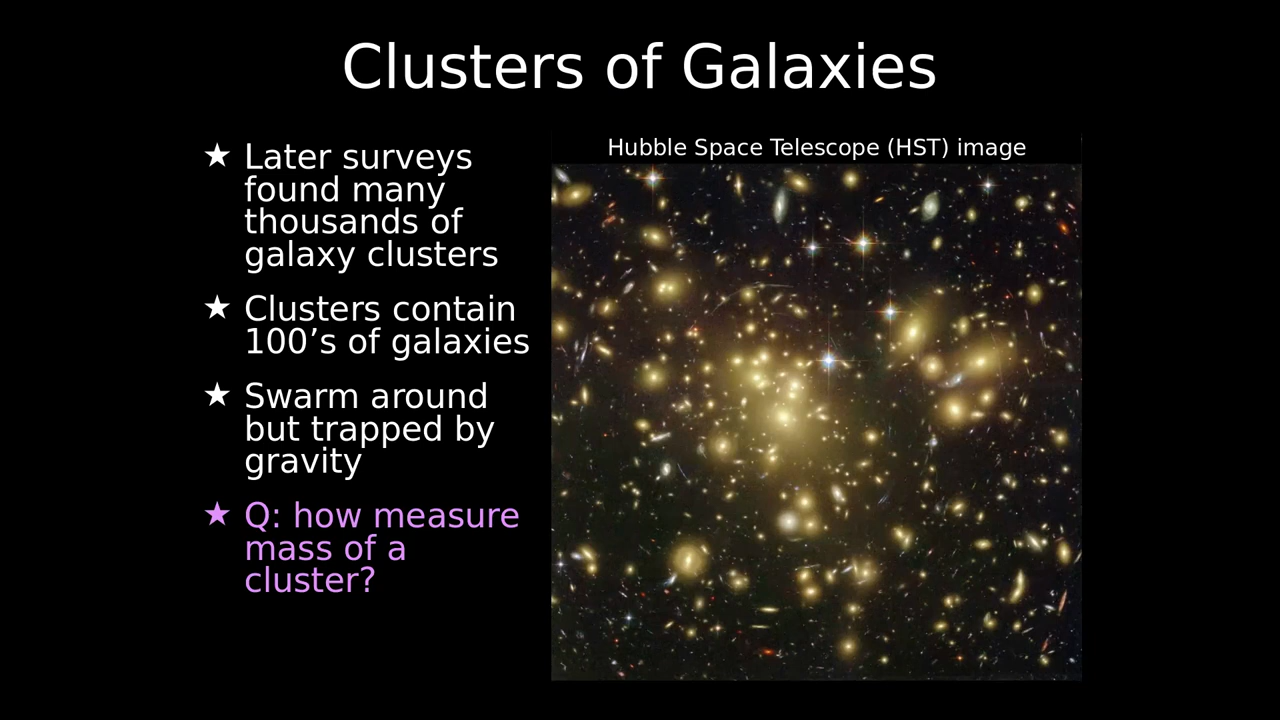 Clusters of Galaxies
★ Later surveys
found many
thousands of
galaxy clusters
★ Clusters contain
100’s of galaxies
★ Swarm around
but trapped by
gravity
★ Q: how measure
mass of a
cluster?
Hubble Space Telescope (HST) image